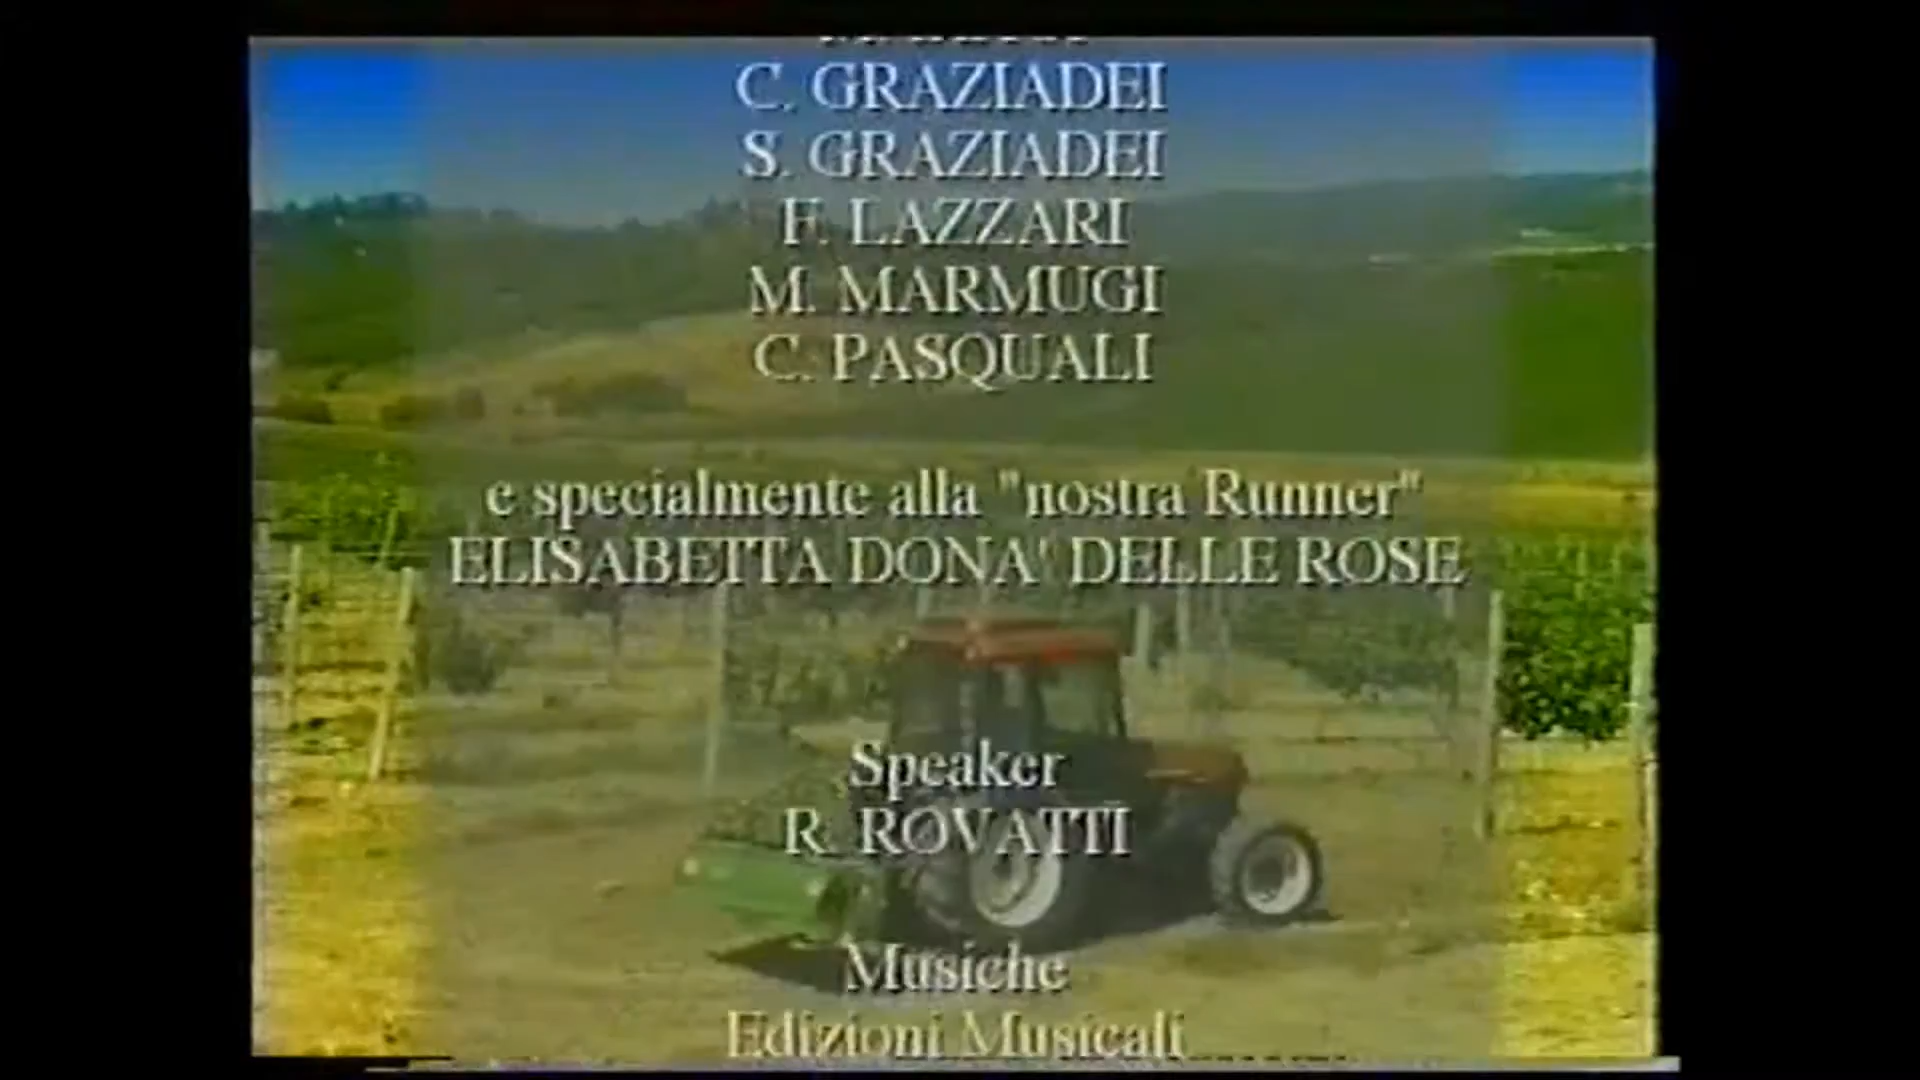 C. GRAZIADEI
S. GRAZIADEI
F. LAZZARI
M. MARMUGI
C. PASQUALI
e specialmente alla "nostra Runner"
ELISABETTA DONA' DELLE ROSE
Speaker
R. ROVATTI
Musiche
Edizioni Musicali